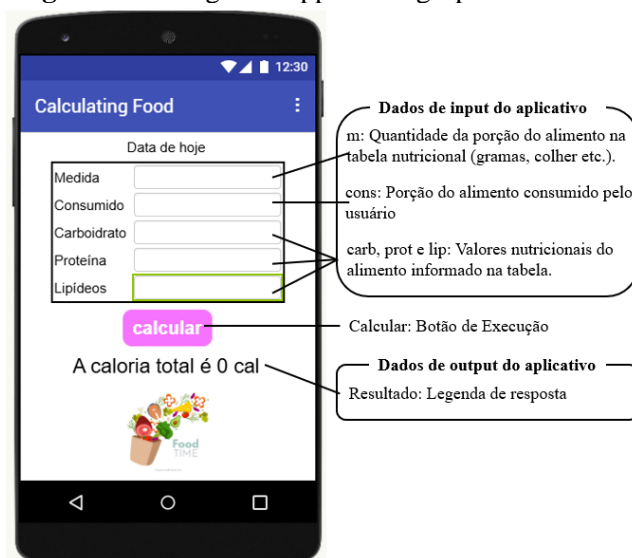 12:30
Calculating Food
Data de hoje
Medida
Consumido
Carboidrato
Proteína
Lipídeos
calcular
A caloria total é 0 cal
Food
TIME
Dados de input do aplicativo
m: Quantidade da porção do alimento na
tabela nutricional (gramas, colher etc.).
cons: Porção do alimento consumido pelo
usuário
carb, prot e lip: Valores nutricionais do
alimento informado na tabela.
Calcular: Botão de Execução
Dados de output do aplicativo
Resultado: Legenda de resposta